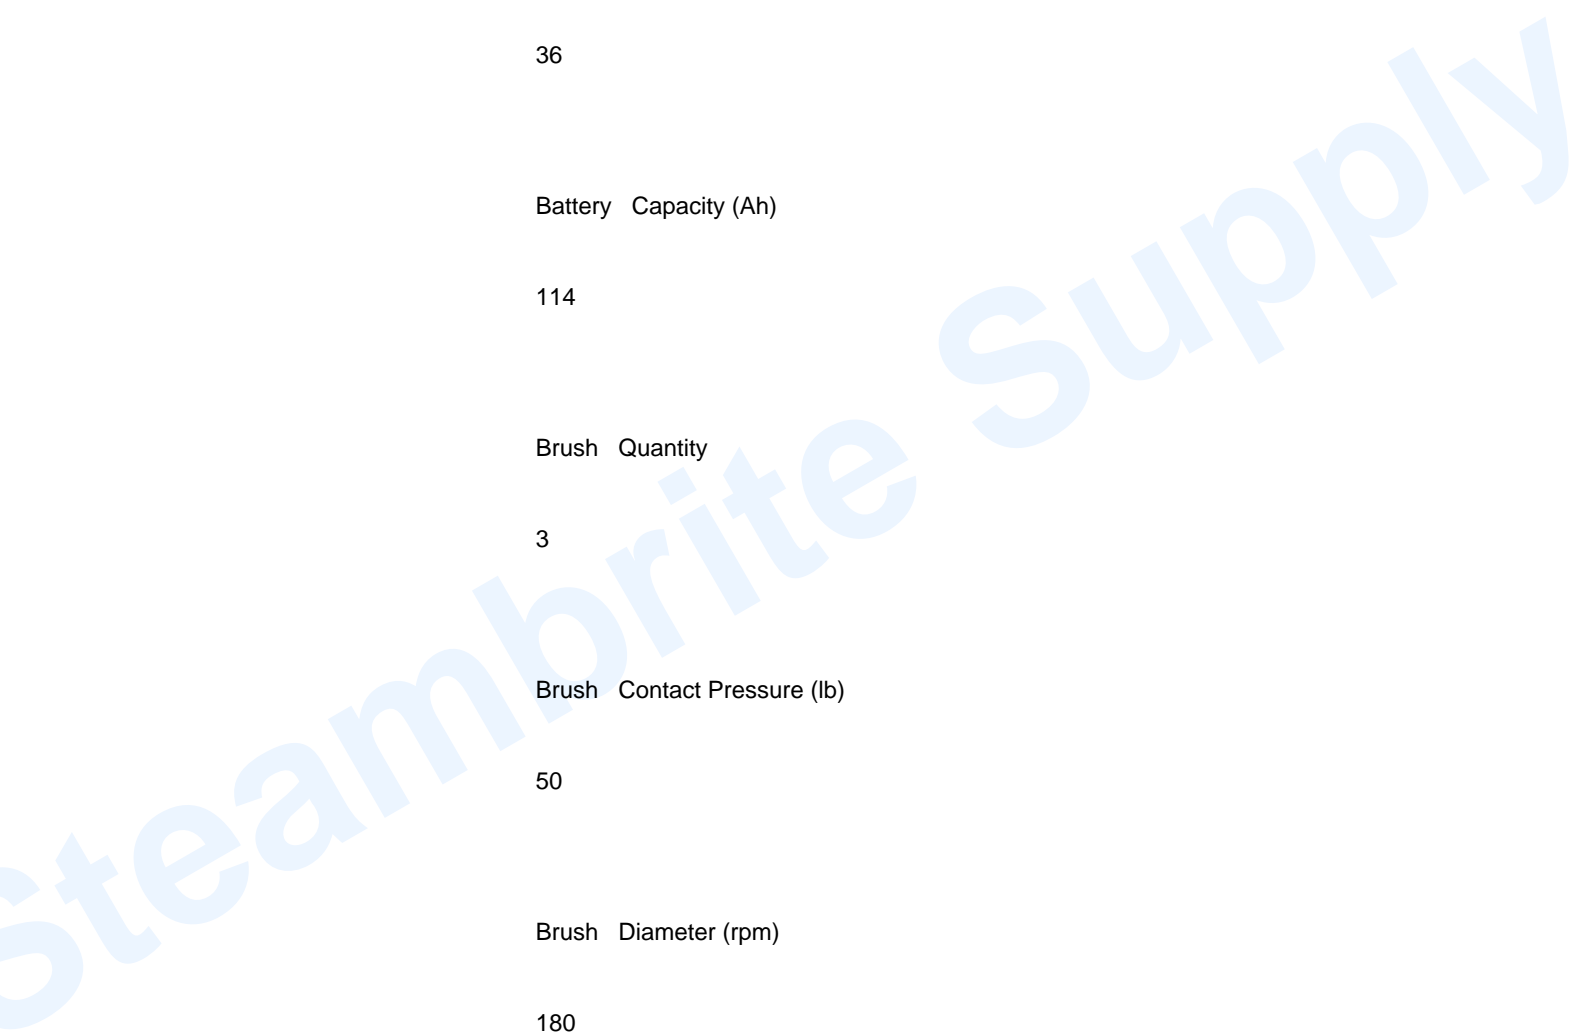 36
Battery   Capacity (Ah)
114
Brush   Quantity
3
Brush   Contact Pressure (lb)
50
Brush   Diameter (rpm)
180
Steambrite Supply